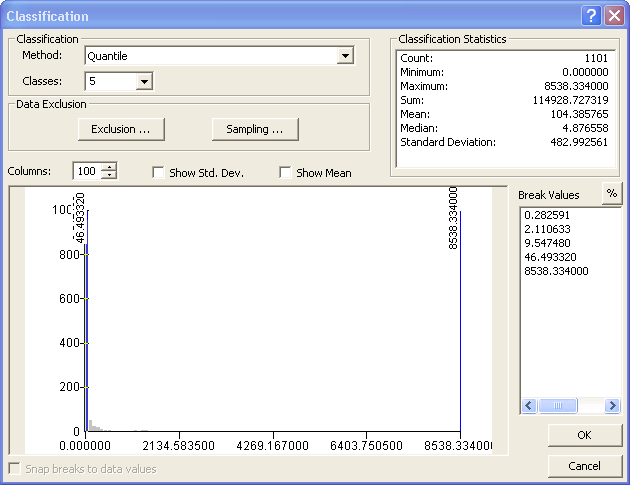 Classification
Classification
Method: Quantile
Classes: 5
Data Exclusion
Exclusion ...
Sampling ...
Classification Statistics
Count: 1101
Minimum: 0.000000
Maximum: 8538.334000
Sum: 114928.727319
Mean: 104.385765
Median: 4.876558
Standard Deviation: 482.992561
Columns: 100
Show Std. Dev.
Show Mean
Break Values
%
0.282591
2.110633
9.547480
46.493320
8538.334000
46.493320
8538.334000
800
600
400
200
0
0.000000 2134.583500 4269.167000 6403.750500 8538.334000
Snap breaks to data values
OK
Cancel